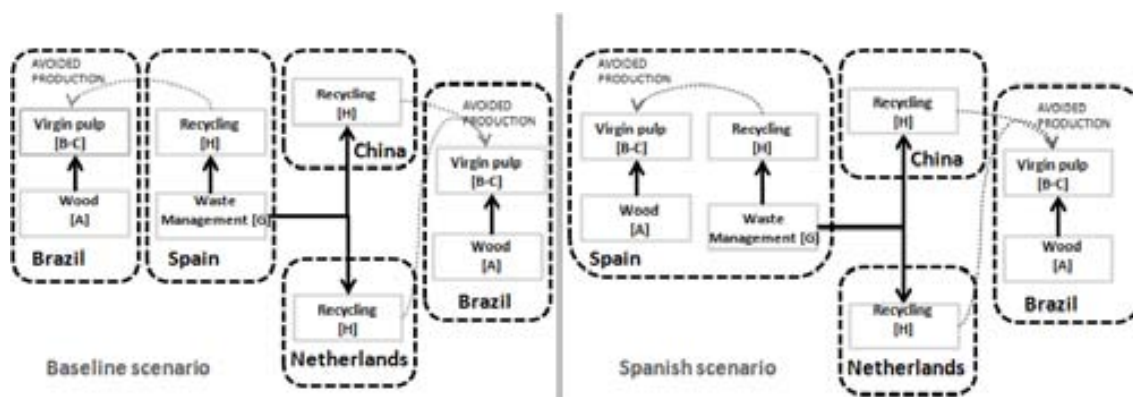 AVOIDED
PRODUCTION
Virgin pulp
[B-C]
Wood
[A]
Brazil
Recycling
[H]
Waste
Management [G]
Spain
Recycling
[H]
China
AVOIDED
PRODUCTION
Virgin pulp
[B-C]
Wood
[A]
Brazil
Recycling
[H]
Netherlands
Baseline scenario
AVOIDED
PRODUCTION
Virgin pulp
[B-C]
Wood
[A]
Recycling
[H]
Waste
Management [G]
Spain
Recycling
[H]
China
AVOIDED
PRODUCTION
Virgin pulp
[B-C]
Wood
[A]
Brazil
Recycling
[H]
Netherlands
Spanish scenario